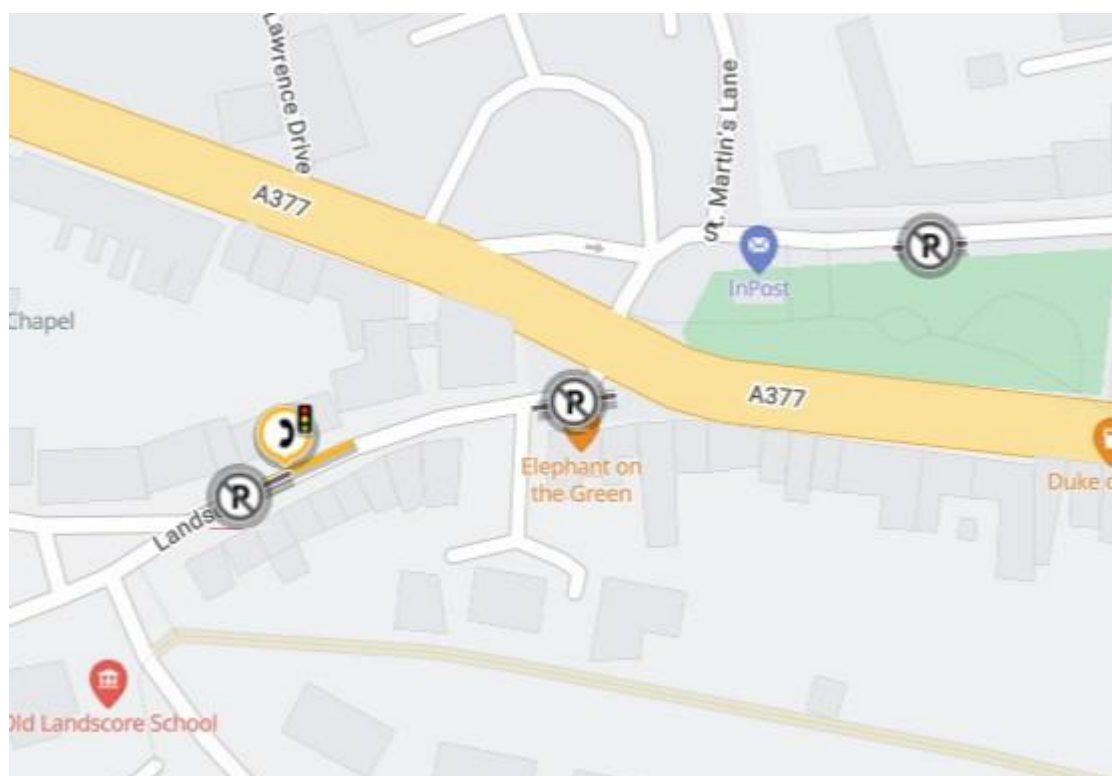 Lawrence Drive
St. Martin's Lane
A377
InPost
Chapel
A377
R
R
Elephant on
the Green
Duke
R
Lands
Old Landscore School